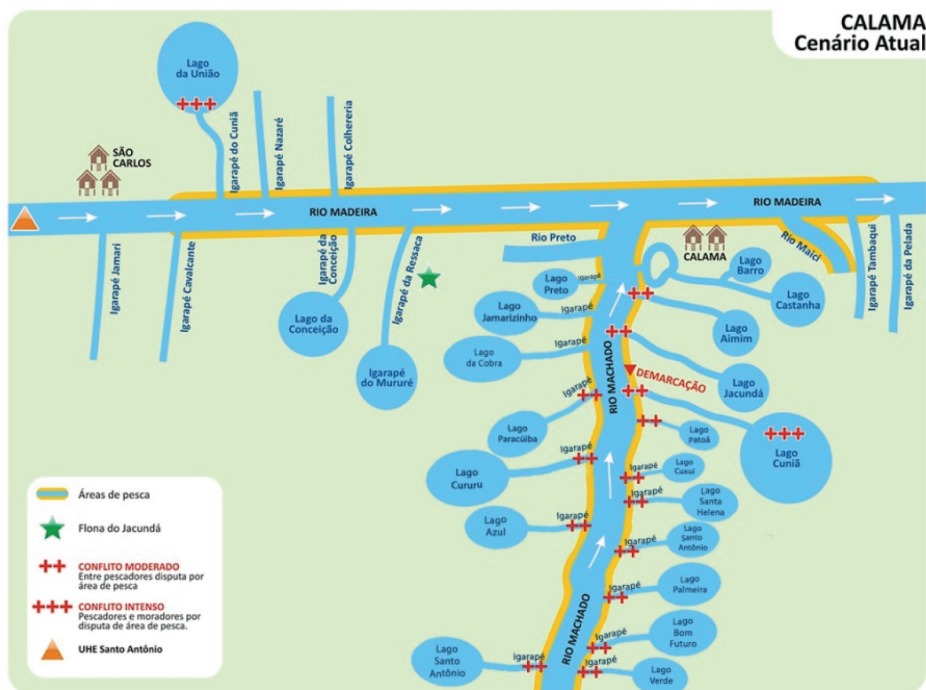 CALAMA
Cenário Atual
Lago
da União
Igarapé do Cuniã
Igarapé Nazaré
Igarapé Colhereria
SÃO
CARLOS
RIO MADEIRA
RIO MADEIRA
Igarapé Jamari
Igarapé Cavalcante
Igarapé da
Conceição
Igarapé da Ressaca
Lago da
Conceição
Igarapé
do Mururé
Rio Preto
CALAMA
Rio Maici
Igarapé Tambaqui
Igarapé da Pelada
Lago
Barro
Lago
Castanha
Lago
Preto
Igarapé
Lago
Jamarizinho
Igarapé
Lago
Aimim
Lago
da Cobra
Igarapé
RIO MACHADO
DEMARCAÇÃO
Lago
Jacundá
Igarapé
Lago
Paracúiba
Lago
Patoá
Lago
Cuniã
Igarapé
Lago
Cururu
Igarapé
Lago
Cuxuí
Igarapé
Lago
Santa
Helena
Lago
Azul
Igarapé
Igarapé
Lago
Santo
Antônio
Igarapé
Lago
Palmeira
RIO MACHADO
Igarapé
Lago
Bom
Futuro
Lago
Santo
Antônio
Igarapé
Igarapé
Lago
Verde
Áreas de pesca
Flona do Jacundá
CONFLITO MODERADO
Entre pescadores disputa por
área de pesca
CONFLITO INTENSO
Pescadores e moradores por
disputa de área de pesca.
UHE Santo Antônio